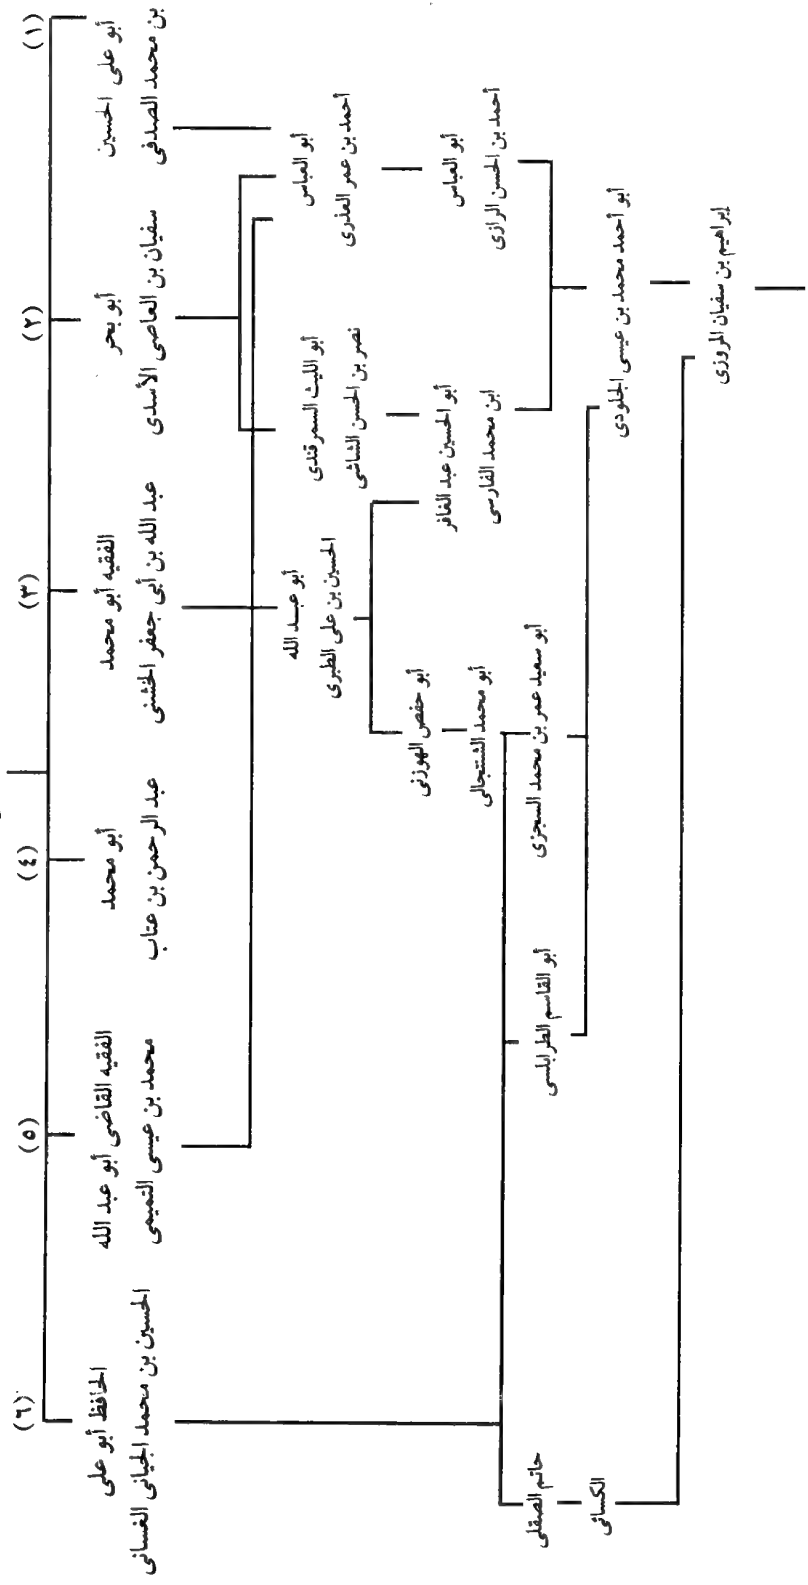 (١)
أبو على الحسين
بن محمد الصدفى
(٢)
أبو بحر
سفيان بن العاصى الأسدى
(٣)
الفقيه أبو محمد
عبد الله بن أبى جعفر الخشنى
(٤)
أبو محمد
عبد الرحمن بن عتاب
(٥)
الفقيه القاضى أبو عبد الله
محمد بن عيسى التميمى
(٦)
الحافظ أبو على
الحسين بن محمد الجيانى الغسانى
أبو العباس
أحمد بن عمر العذرى
أبو الليث السمرقندى
نصر بن الحسن الشاشى
أبو عبد الله
الحسين بن على الطبرى
أبو العباس
أحمد بن الحسن الرازى
أبو الحسين عبد الغافر
ابن محمد الفارسى
أبو حفص الهوزنى
أبو محمد الشنتجالى
أبو سعيد عمر بن محمد السجزى
أبو القاسم الطرابلسى
حاتم الصقلى
الكسائى
أبو أحمد محمد بن عيسى الجلودى
إبراهيم بن سفيان المروزى